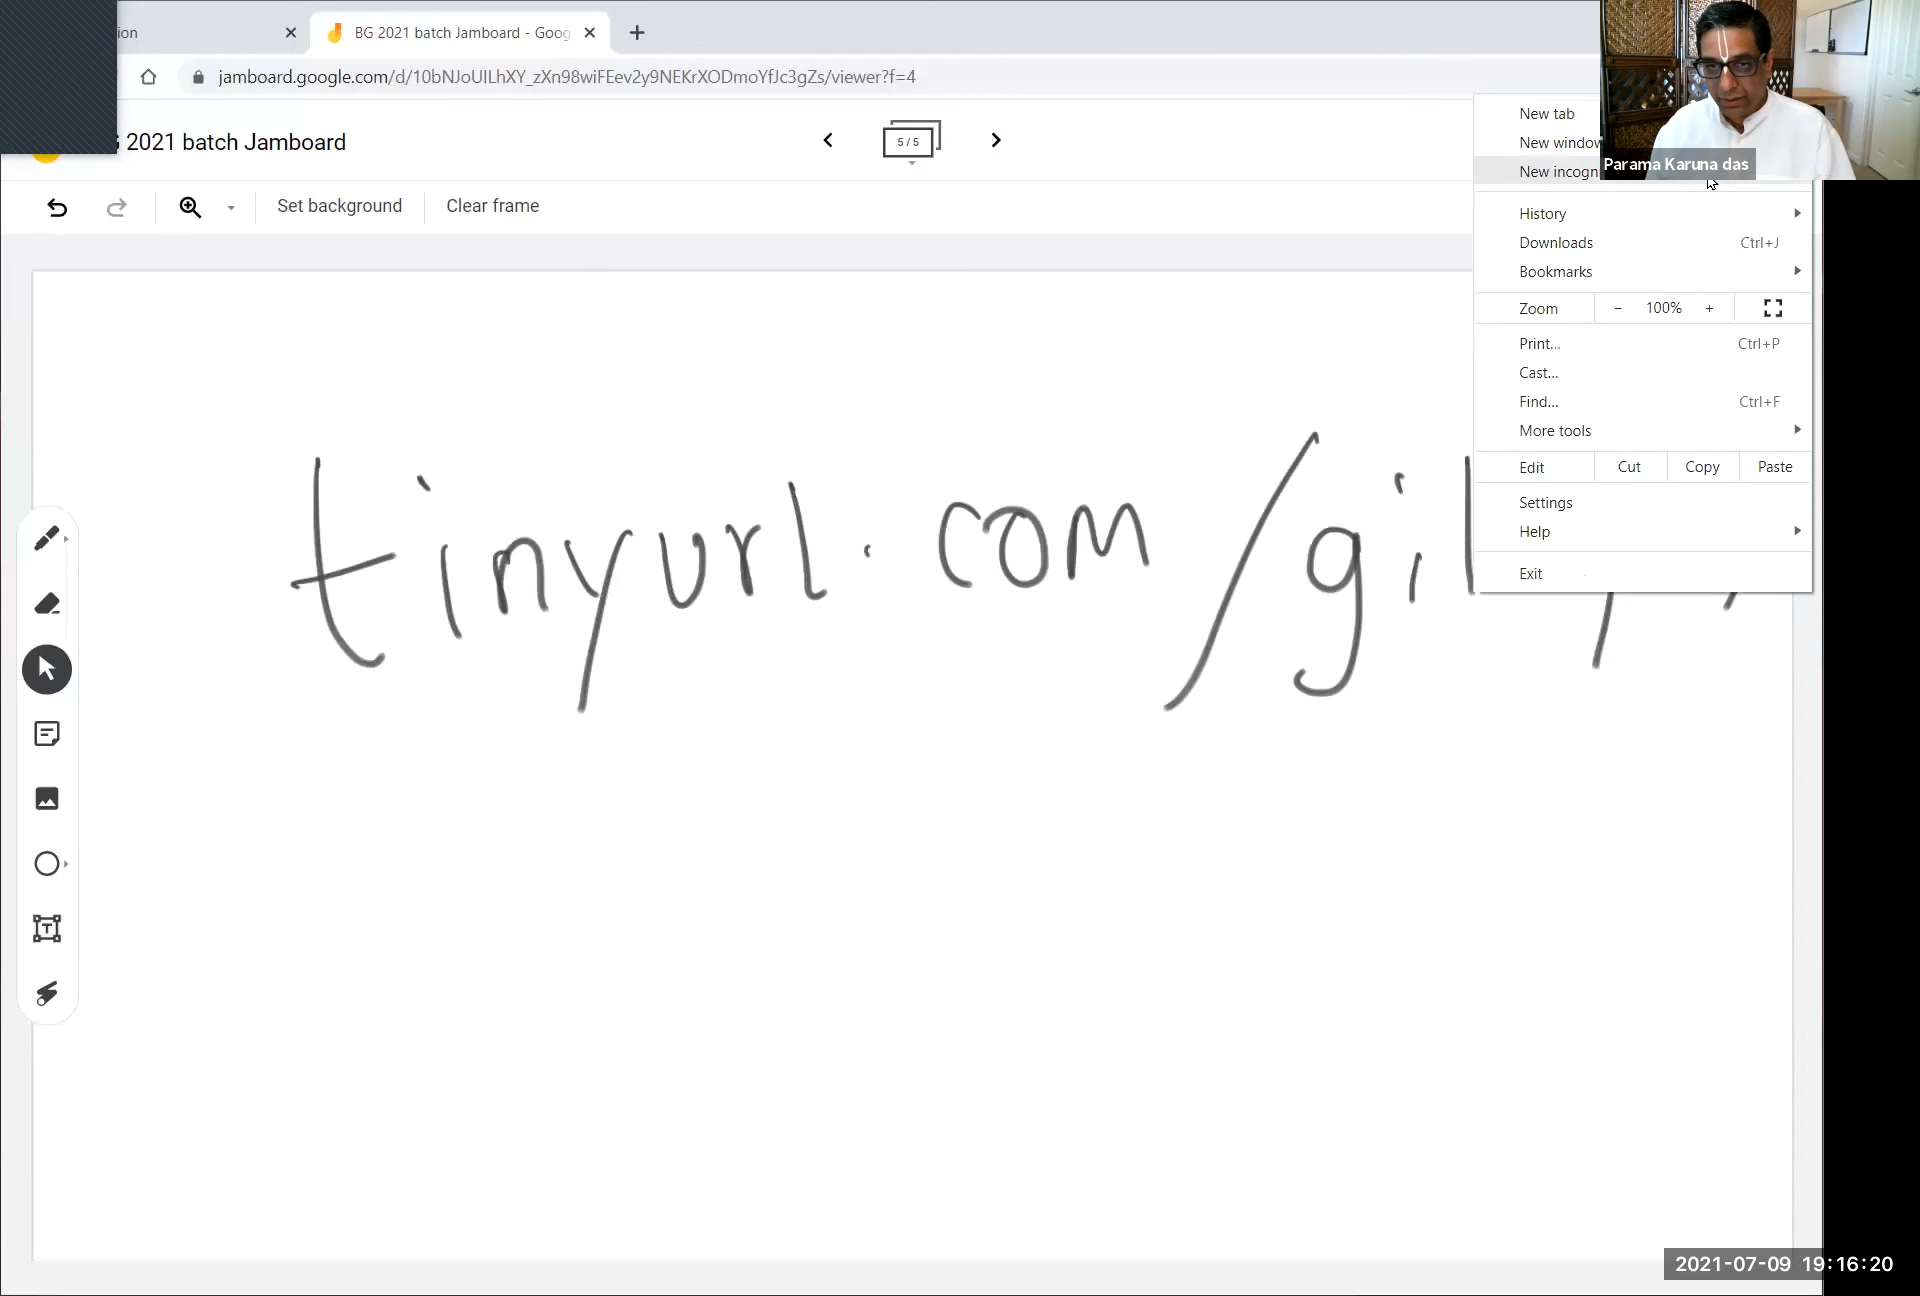 ion
BG 2021 batch Jamboard - Goog
jamboard.google.com/d/10bNJoUILhXY_zXn98wiFEev2y9NEKrXODmoYfJc3gZs/viewer?f=4
2021 batch Jamboard
5 / 5
Set background
Clear frame
New tab
New window
New incogn
Parama Karuna das
History
Downloads Ctrl+J
Bookmarks
Zoom - 100% +
Print... Ctrl+P
Cast...
Find... Ctrl+F
More tools
Edit Cut Copy Paste
Settings
Help
Exit
tinyurl.com/gi
2021-07-09 19:16:20